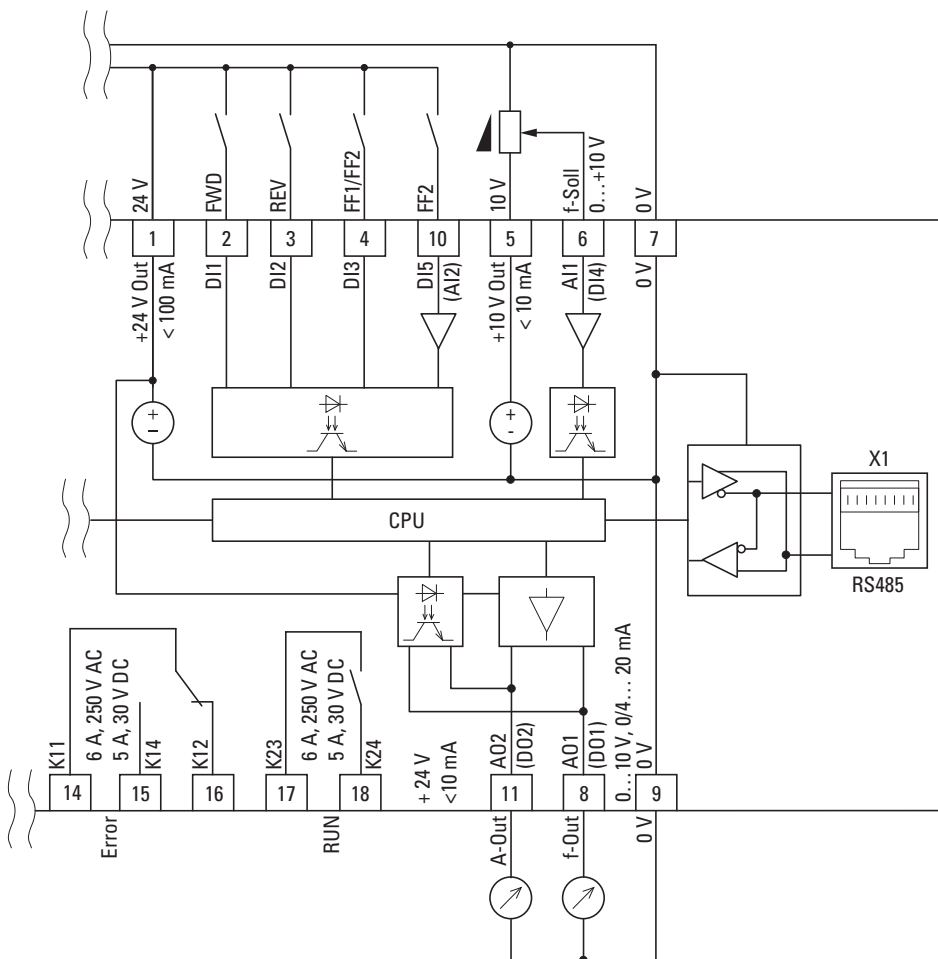 24 V
FWD
REV
FF1/FF2
FF2
10 V
f-Soll
0…+10 V
0 V
1
2
3
4
10
5
6
7
+24 V Out
< 100 mA
DI1
DI2
DI3
DI5
(AI2)
+10 V Out
< 10 mA
AI1
(DI4)
0 V
+
–
+
-
CPU
X1
RS485
K11
6 A, 250 V AC
5 A, 30 V DC
K14
K12
K23
6 A, 250 V AC
5 A, 30 V DC
K24
+ 24 V
<10 mA
AO2
(DO2)
AO1
(DO1)
0…10 V, 0/4… 20 mA
0 V
14
15
16
17
18
11
8
9
Error
RUN
A-Out
f-Out
0 V